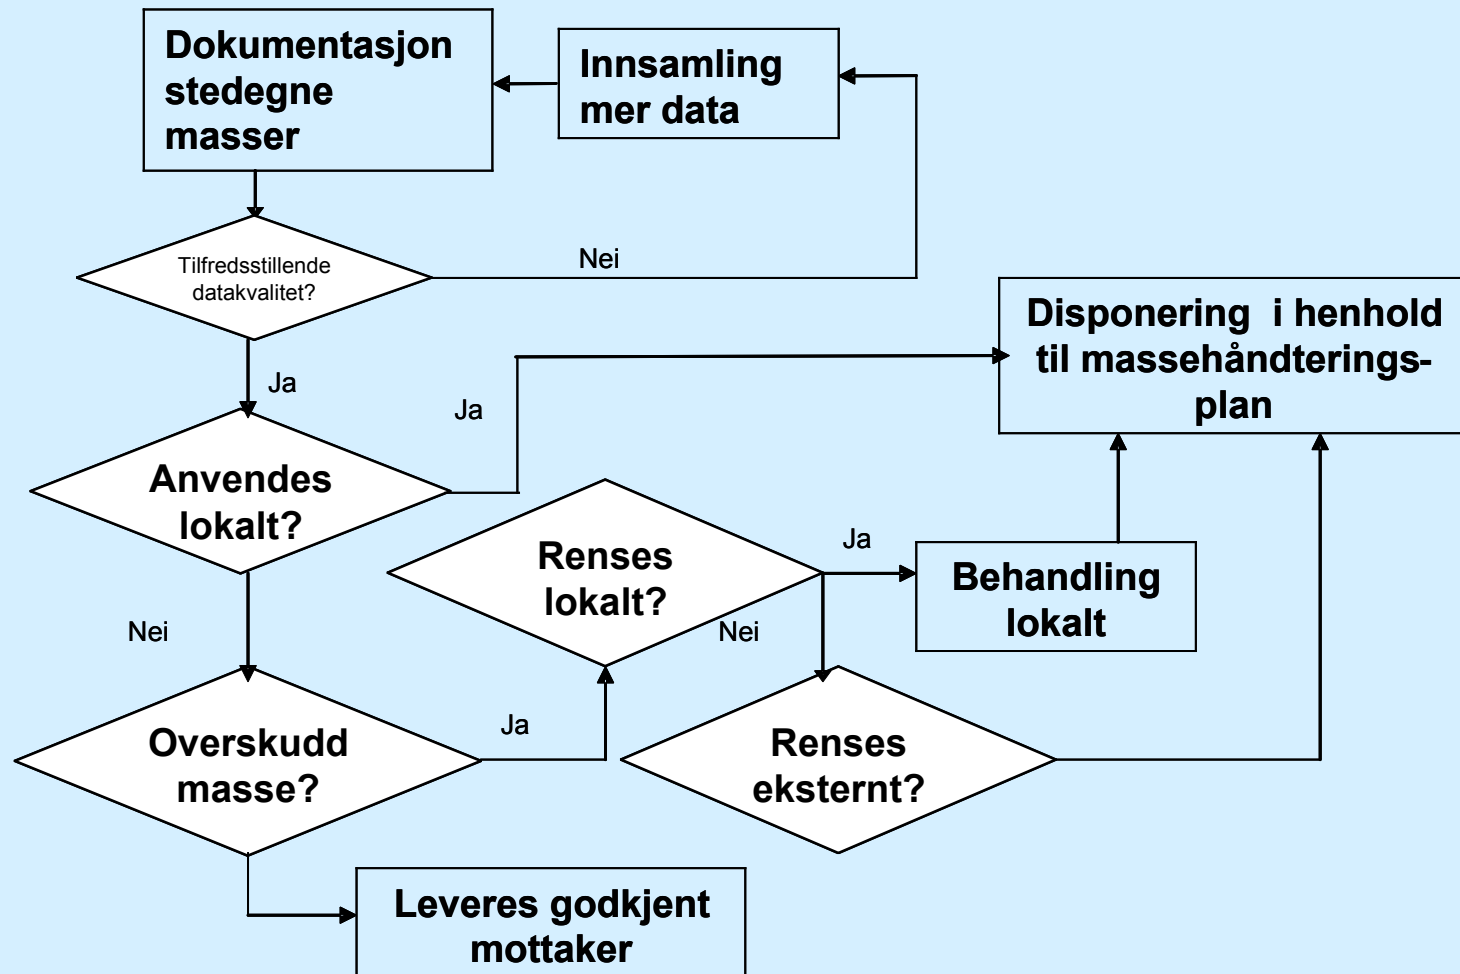 Dokumentasjon
stedegne
masser
Innsamling
mer data
Tilfredsstillende
datakvalitet?
Nei
Disponering i henhold
til massehåndterings-
plan
Ja
Ja
Anvendes
lokalt?
Renses
lokalt?
Ja
Behandling
lokalt
Nei
Nei
Overskudd
masse?
Ja
Renses
eksternt?
Leveres godkjent
mottaker